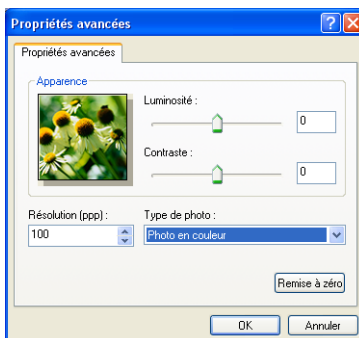 Propriétés avancées
Propriétés avancées
Apparence
Luminosité :
0
Contraste :
0
Résolution (ppp) :
Type de photo :
100
Photo en couleur
Remise à zéro
OK
Annuler